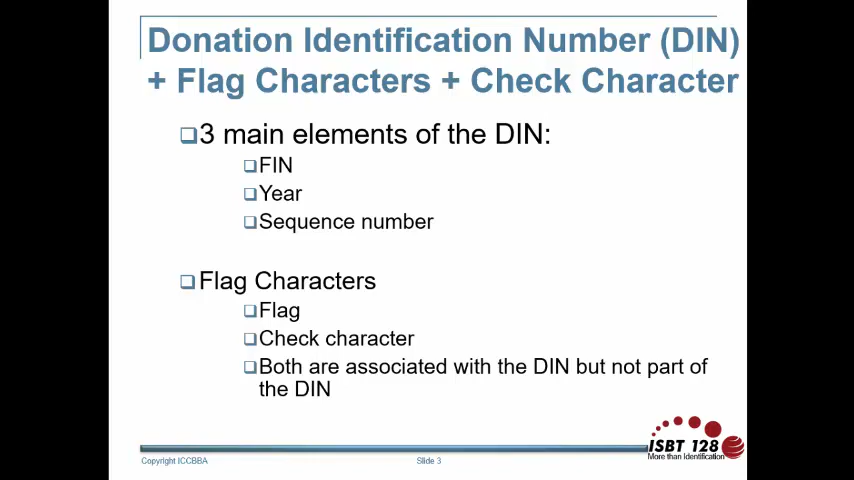 Donation Identification Number (DIN)
+ Flag Characters + Check Character
3 main elements of the DIN:
FIN
Year
Sequence number
Flag Characters
Flag
Check character
Both are associated with the DIN but not part of
the DIN
ISBT 128
More than Identification
Copyright ICCBBA
Slide 3